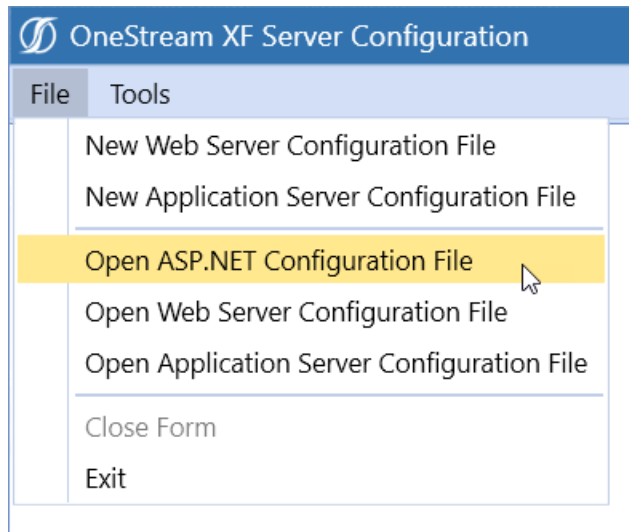 OneStream XF Server Configuration
File Tools
New Web Server Configuration File
New Application Server Configuration File
Open ASP.NET Configuration File
Open Web Server Configuration File
Open Application Server Configuration File
Close Form
Exit